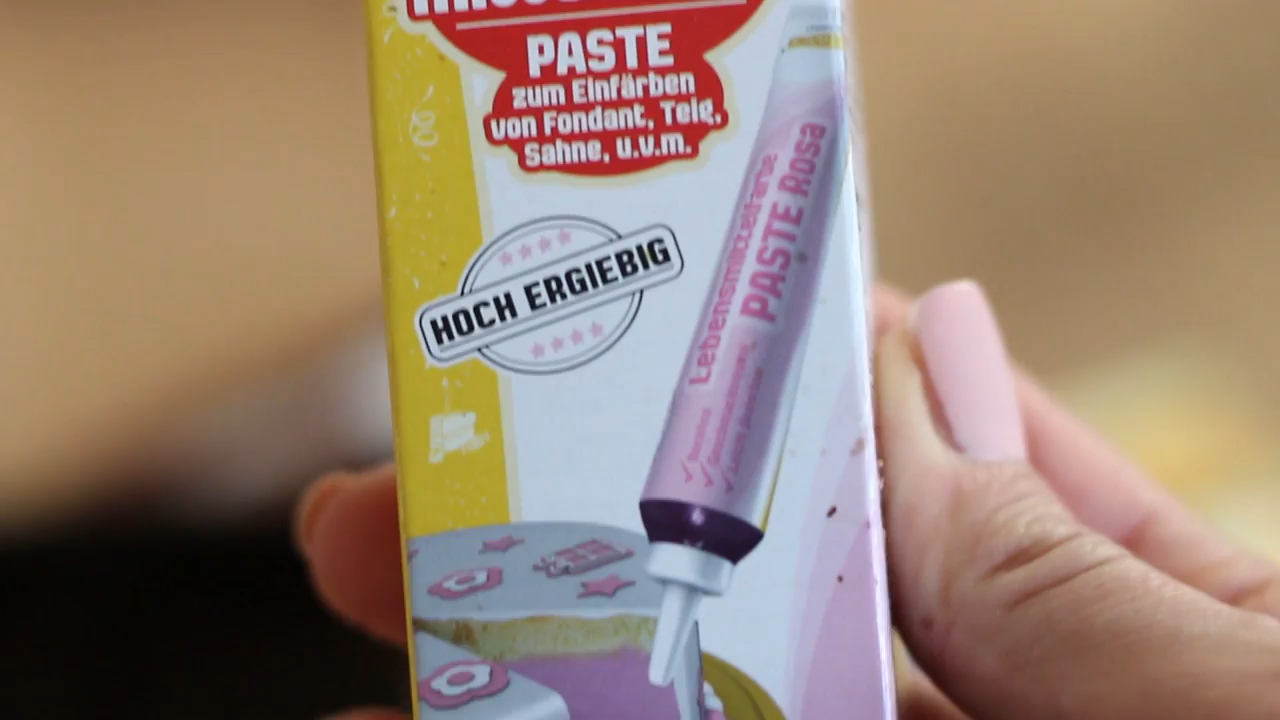 PASTE
zum Einfärben
von Fondant, Teig,
Sahne, u.v.m.
HOCH ERGIEBIG
Lebensmittelfarbe
PASTE Rosa